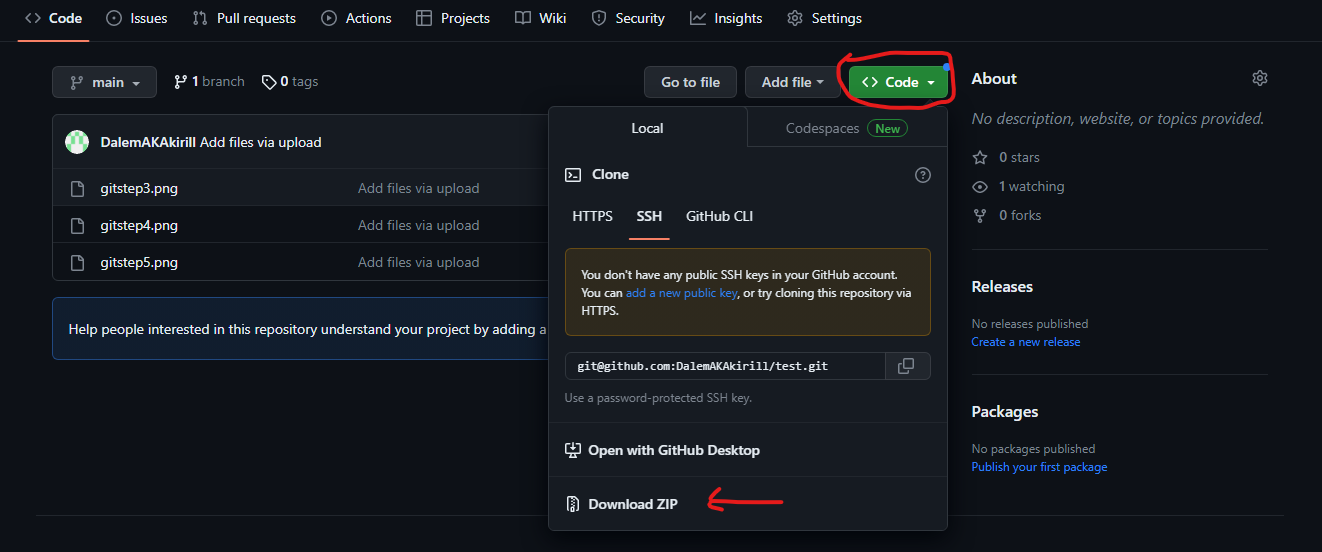 Code Issues Pull requests Actions Projects Wiki Security Insights Settings
main 1 branch 0 tags Go to file Add file Code
About
No description, website, or topics provided.
0 stars
1 watching
0 forks
Releases
No releases published
Create a new release
Packages
No packages published
Publish your first package
DalemAKAkirill Add files via upload
gitstep3.png Add files via upload
gitstep4.png Add files via upload
gitstep5.png Add files via upload
Help people interested in this repository understand your project by adding a
Local Codespaces New
Clone
HTTPS SSH GitHub CLI
You don't have any public SSH keys in your GitHub account.
You can add a new public key, or try cloning this repository via
HTTPS.
git@github.com:DalemAKAkirill/test.git
Use a password-protected SSH key.
Open with GitHub Desktop
Download ZIP